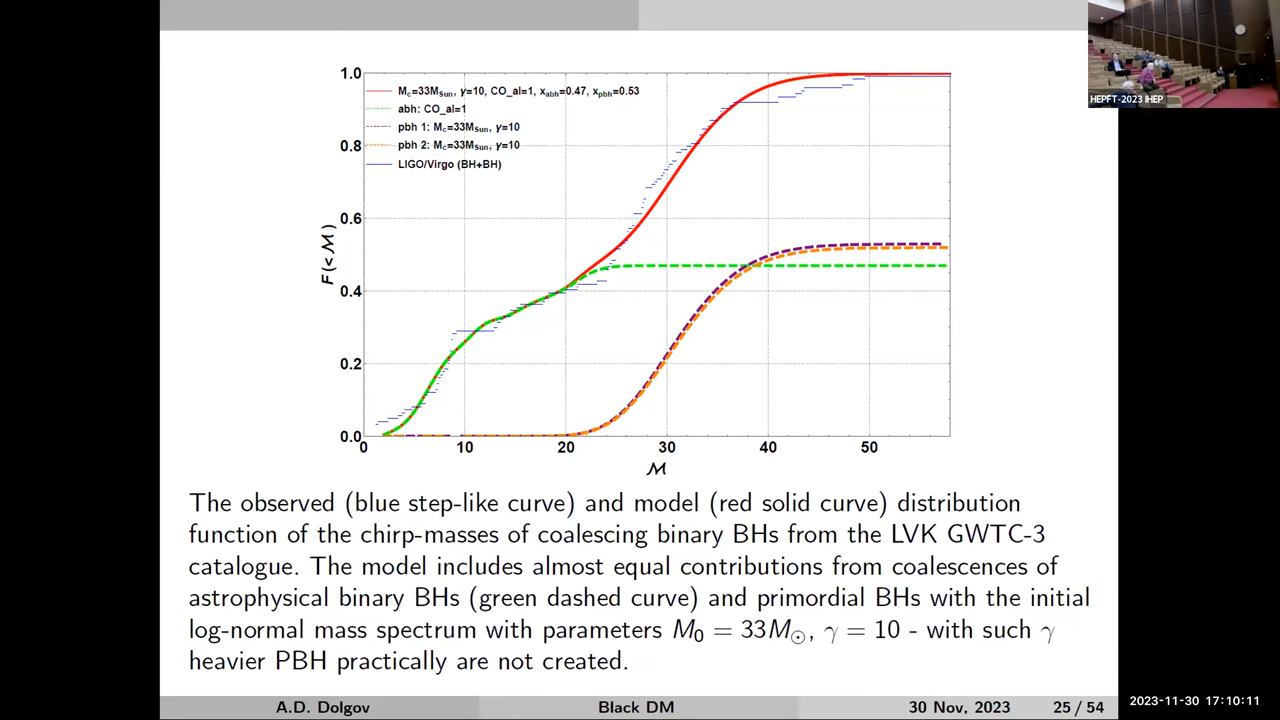 HEPFT-2023 IHEP
M_c=33M_Sun, γ=10, CO_al=1, x_abh=0.47, x_pbh=0.53
abh: CO_al=1
pbh 1: M_c=33M_Sun, γ=10
pbh 2: M_c=33M_Sun, γ=10
LIGO/Virgo (BH+BH)
F(< ℳ)
1.0
0.8
0.6
0.4
0.2
0.0
0 10 20 30 40 50
ℳ
The observed (blue step-like curve) and model (red solid curve) distribution
function of the chirp-masses of coalescing binary BHs from the LVK GWTC-3
catalogue. The model includes almost equal contributions from coalescences of
astrophysical binary BHs (green dashed curve) and primordial BHs with the initial
log-normal mass spectrum with parameters M₀ = 33M☉, γ = 10 - with such γ
heavier PBH practically are not created.
A.D. Dolgov Black DM 30 Nov, 2023 25 / 54
2023-11-30 17:10:11